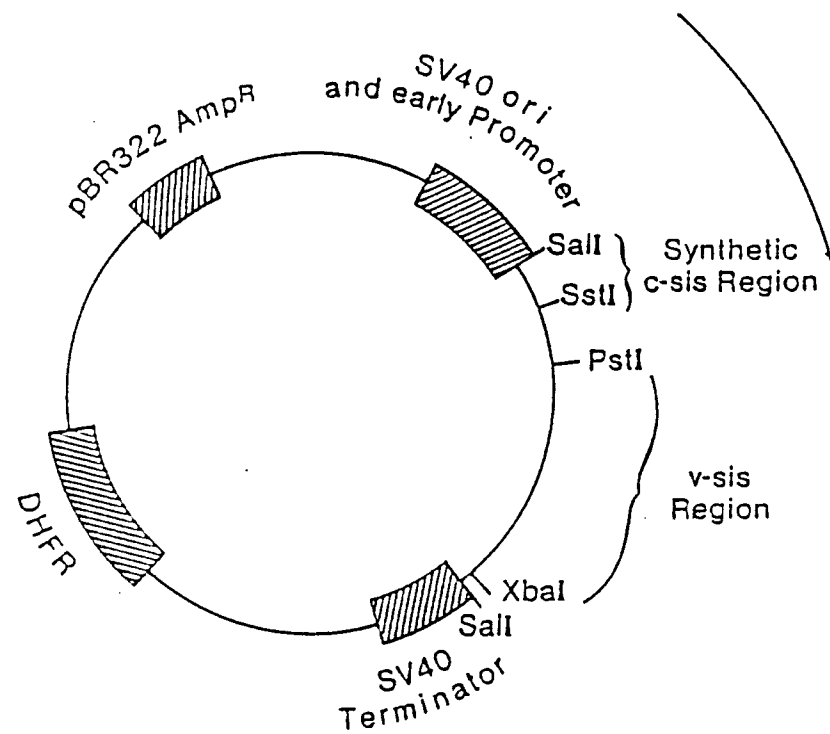 pBR322 AmpR
SV40 ori
and early Promoter
SalI
SstI
Synthetic
c-sis Region
PstI
v-sis
Region
XbaI
SalI
SV40
Terminator
DHFR